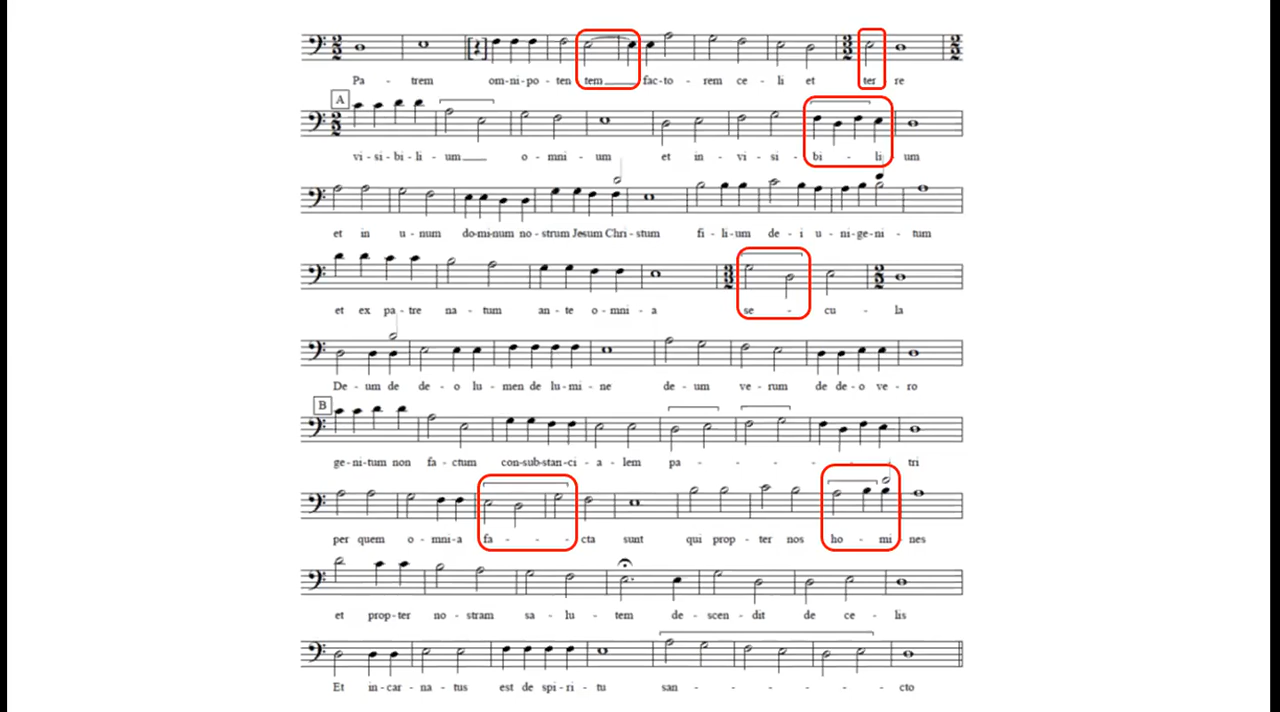 Pa - trem om-ni-po- ten tem fac-to - rem ce - li et ter re
A
vi - si - bi - li - um o - mni - um et in - vi - si - bi - li um
et in u - num do-mi-num no-strum Jesum Chri-stum fi - li-um de - i u - ni-ge-ni - tum
et ex pa-tre na - tum an-te o-mni-a se - cu - la
De - um de de - o lu - men de lu-mi - ne de - um ve - rum de de-o ve - ro
B
ge-ni-tum non fa-ctum con-sub-stan-ci - a - lem pa - - - - - tri
per quem o - mni-a fa - - cta sunt qui prop - ter nos ho - mi nes
et prop-ter no - stram sa - lu - tem de - scen - dit de ce - lis
Et in-car - na - tus est de spi-ri - tu san - - - - - cto